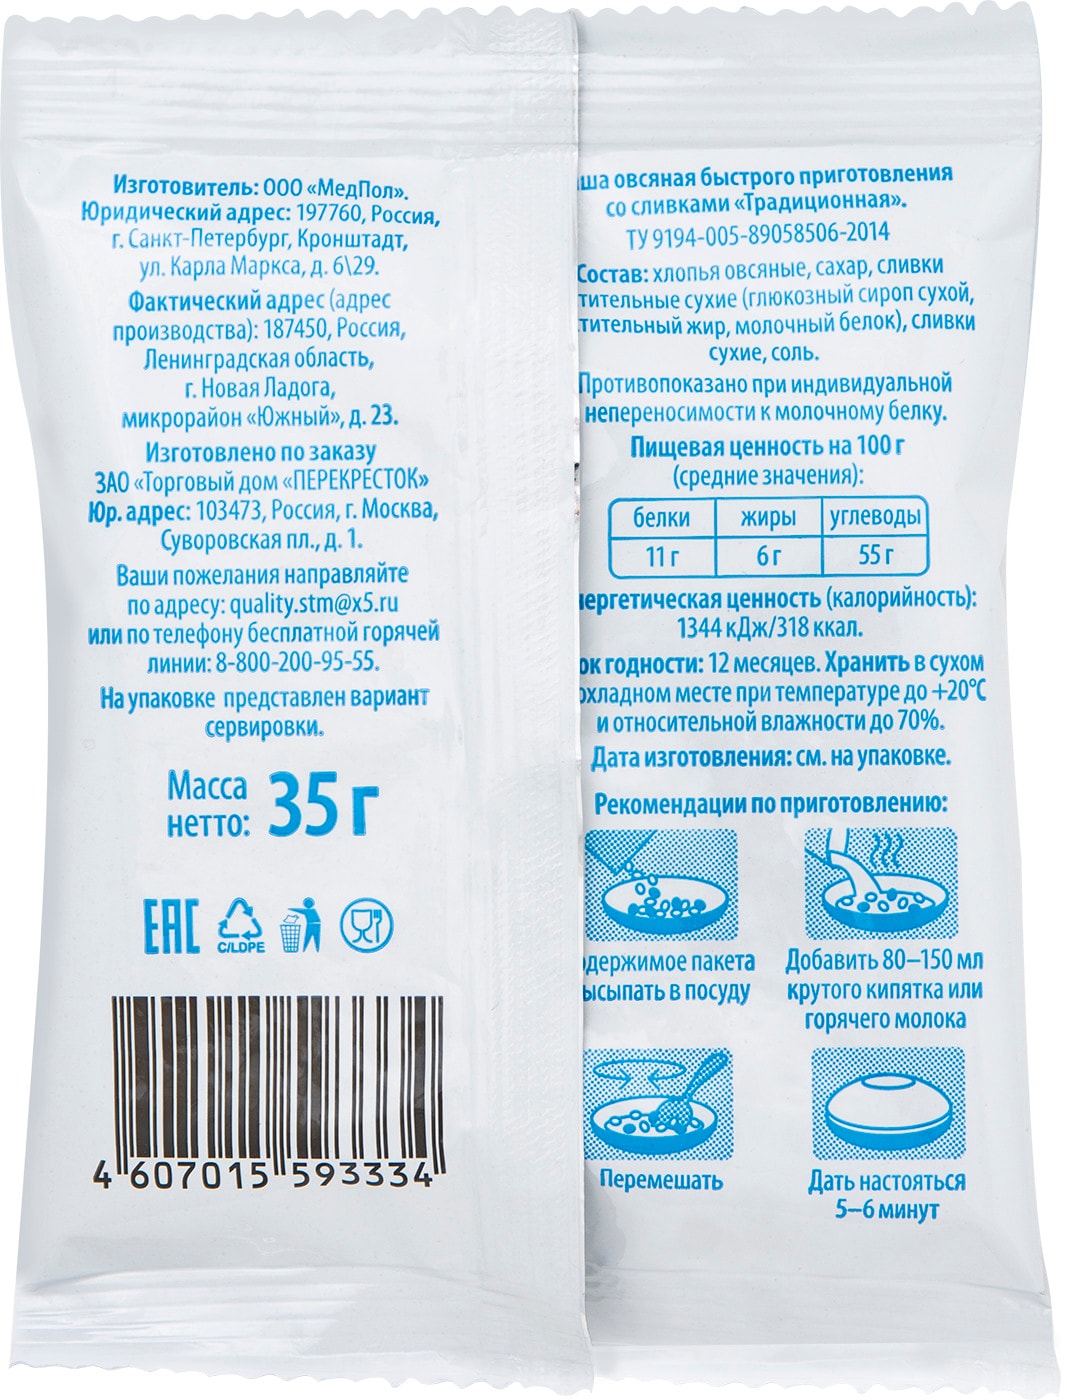 Изготовитель: ООО «МедПол».
Юридический адрес: 197760, Россия,
г. Санкт-Петербург, Кронштадт,
ул. Карла Маркса, д. 6\29.
Фактический адрес (адрес
производства): 187450, Россия,
Ленинградская область,
г. Новая Ладога,
микрорайон «Южный», д. 23.
Изготовлено по заказу
ЗАО «Торговый дом «ПЕРЕКРЕСТОК»
Юр. адрес: 103473, Россия, г. Москва,
Суворовская пл., д. 1.
Ваши пожелания направляйте
по адресу: quality.stm@x5.ru
или по телефону бесплатной горячей
линии: 8-800-200-95-55.
На упаковке представлен вариант
сервировки.
Масса
нетто: 35 г
EAC
C/LDPE
4 607015 593334
ша овсяная быстрого приготовления
со сливками «Традиционная».
ТУ 9194-005-89058506-2014
Состав: хлопья овсяные, сахар, сливки
тительные сухие (глюкозный сироп сухой,
тительный жир, молочный белок), сливки
сухие, соль.
Противопоказано при индивидуальной
непереносимости к молочному белку.
Пищевая ценность на 100 г
(средние значения):
белки жиры углеводы
11 г 6 г 55 г
нергетическая ценность (калорийность):
1344 кДж/318 ккал.
ок годности: 12 месяцев. Хранить в сухом
охладном месте при температуре до +20°С
и относительной влажности до 70%.
Дата изготовления: см. на упаковке.
Рекомендации по приготовлению:
одержимое пакета
ысыпать в посуду
Добавить 80–150 мл
крутого кипятка или
горячего молока
Перемешать
Дать настояться
5–6 минут